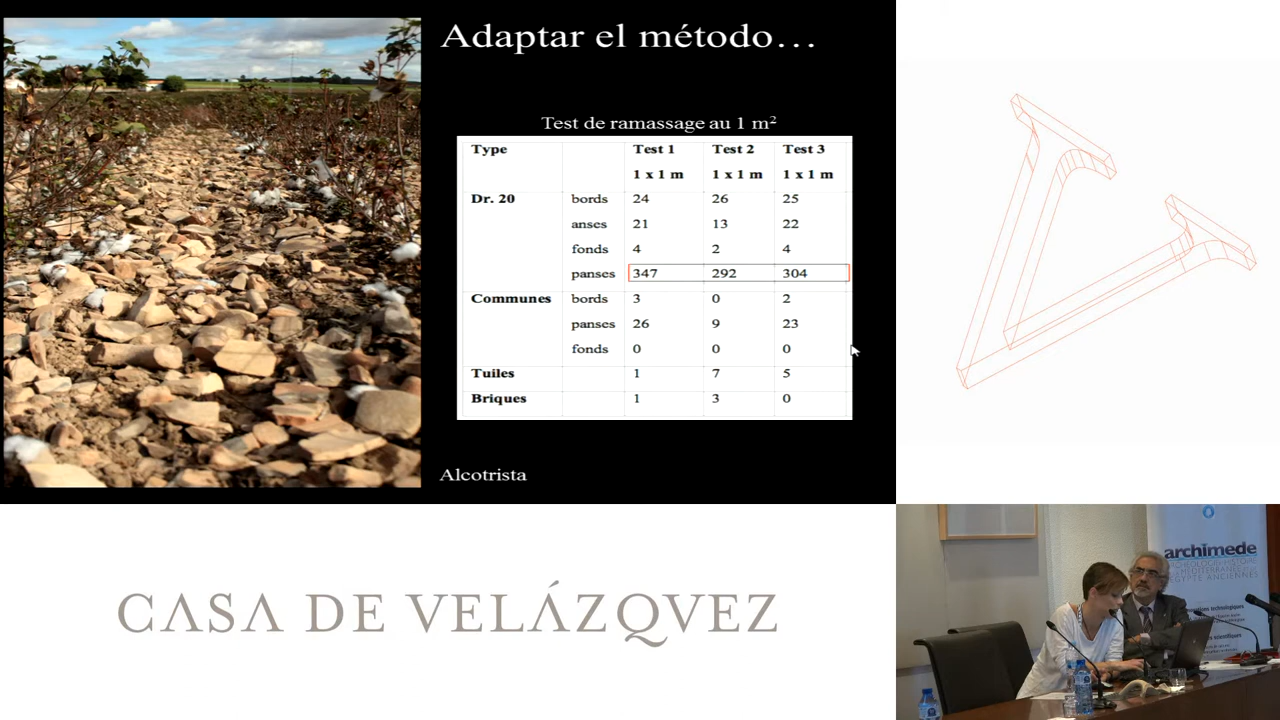 Adaptar el método…
Test de ramassage au 1 m²
Type Test 1 Test 2 Test 3
1 x 1 m 1 x 1 m 1 x 1 m
Dr. 20 bords 24 26 25
anses 21 13 22
fonds 4 2 4
panses 347 292 304
Communes bords 3 0 2
panses 26 9 23
fonds 0 0 0
Tuiles 1 7 5
Briques 1 3 0
Alcotrista
CASA DE VELÁZQVEZ
archimede